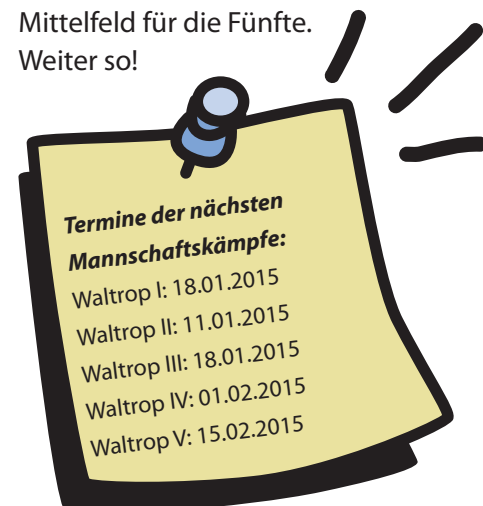 Mittelfeld für die Fünfte.
Weiter so!
Termine der nächsten
Mannschaftskämpfe:
Waltrop I: 18.01.2015
Waltrop II: 11.01.2015
Waltrop III: 18.01.2015
Waltrop IV: 01.02.2015
Waltrop V: 15.02.2015